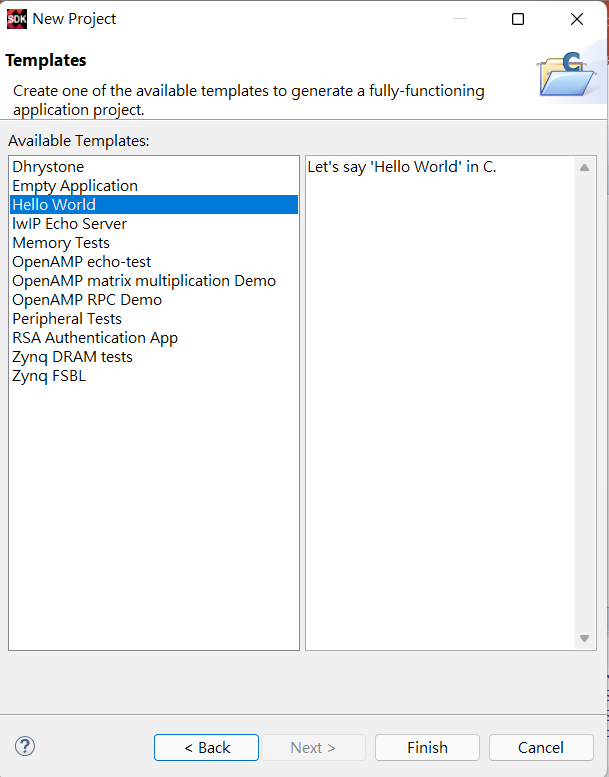 SDK New Project
Templates
C
Create one of the available templates to generate a fully-functioning
application project.
Available Templates:
Dhrystone
Empty Application
Hello World
lwIP Echo Server
Memory Tests
OpenAMP echo-test
OpenAMP matrix multiplication Demo
OpenAMP RPC Demo
Peripheral Tests
RSA Authentication App
Zynq DRAM tests
Zynq FSBL
Let's say 'Hello World' in C.
?
< Back
Next >
Finish
Cancel